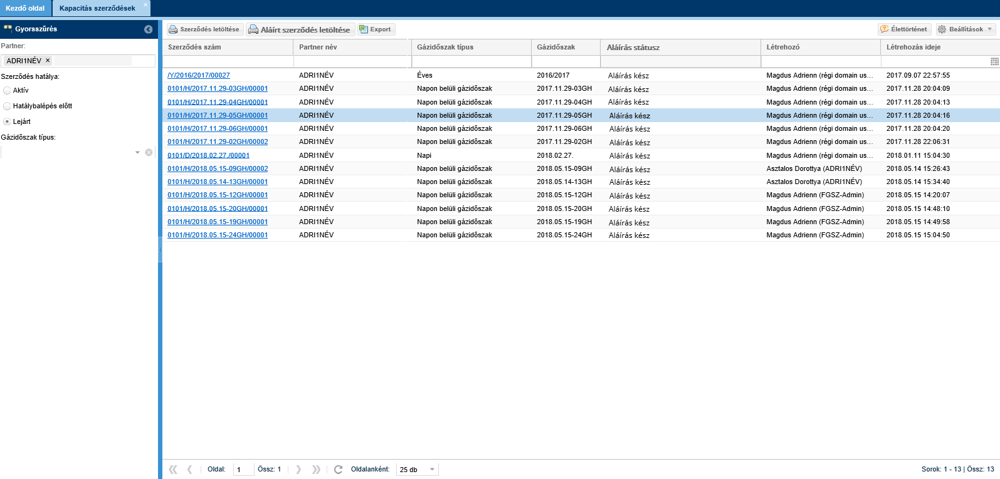 Kezdő oldal Kapacitás szerződések
Gyorsszűrés
Partner:
ADRI1NÉV
Szerződés hatálya:
Aktív
Hatálybalépés előtt
Lejárt
Gázidőszak típus:
Szerződés letöltése Aláírt szerződés letöltése Export Élettörténet Beállítások
Szerződés szám Partner név Gázidőszak típus Gázidőszak Aláírás státusz Létrehozó Létrehozás ideje
/Y/2016/2017/00027 ADRI1NÉV Éves 2016/2017 Aláírás kész Magdus Adrienn (régi domain us... 2017.09.07 22:57:55
0101/H/2017.11.29-03GH/00001 ADRI1NÉV Napon belüli gázidőszak 2017.11.29-03GH Aláírás kész Magdus Adrienn (régi domain us... 2017.11.28 20:04:09
0101/H/2017.11.29-04GH/00001 ADRI1NÉV Napon belüli gázidőszak 2017.11.29-04GH Aláírás kész Magdus Adrienn (régi domain us... 2017.11.28 20:04:13
0101/H/2017.11.29-05GH/00001 ADRI1NÉV Napon belüli gázidőszak 2017.11.29-05GH Aláírás kész Magdus Adrienn (régi domain us... 2017.11.28 20:04:16
0101/H/2017.11.29-06GH/00001 ADRI1NÉV Napon belüli gázidőszak 2017.11.29-06GH Aláírás kész Magdus Adrienn (régi domain us... 2017.11.28 20:04:20
0101/H/2017.11.29-02GH/00002 ADRI1NÉV Napon belüli gázidőszak 2017.11.29-02GH Aláírás kész Magdus Adrienn (régi domain us... 2017.11.28 22:06:31
0101/D/2018.02.27./00001 ADRI1NÉV Napi 2018.02.27. Aláírás kész Magdus Adrienn (régi domain us... 2018.01.11 15:04:30
0101/H/2018.05.15-09GH/00002 ADRI1NÉV Napon belüli gázidőszak 2018.05.15-09GH Aláírás kész Asztalos Dorottya (ADRI1NÉV) 2018.05.14 15:26:43
0101/H/2018.05.14-13GH/00001 ADRI1NÉV Napon belüli gázidőszak 2018.05.14-13GH Aláírás kész Asztalos Dorottya (ADRI1NÉV) 2018.05.14 15:34:40
0101/H/2018.05.15-12GH/00001 ADRI1NÉV Napon belüli gázidőszak 2018.05.15-12GH Aláírás kész Magdus Adrienn (FGSZ-Admin) 2018.05.15 14:20:07
0101/H/2018.05.15-20GH/00001 ADRI1NÉV Napon belüli gázidőszak 2018.05.15-20GH Aláírás kész Magdus Adrienn (FGSZ-Admin) 2018.05.15 14:48:10
0101/H/2018.05.15-19GH/00001 ADRI1NÉV Napon belüli gázidőszak 2018.05.15-19GH Aláírás kész Magdus Adrienn (FGSZ-Admin) 2018.05.15 14:49:58
0101/H/2018.05.15-24GH/00001 ADRI1NÉV Napon belüli gázidőszak 2018.05.15-24GH Aláírás kész Magdus Adrienn (FGSZ-Admin) 2018.05.15 15:04:50
Oldal: 1 Össz: 1 Oldalanként: 25 db Sorok: 1 - 13 | Össz: 13